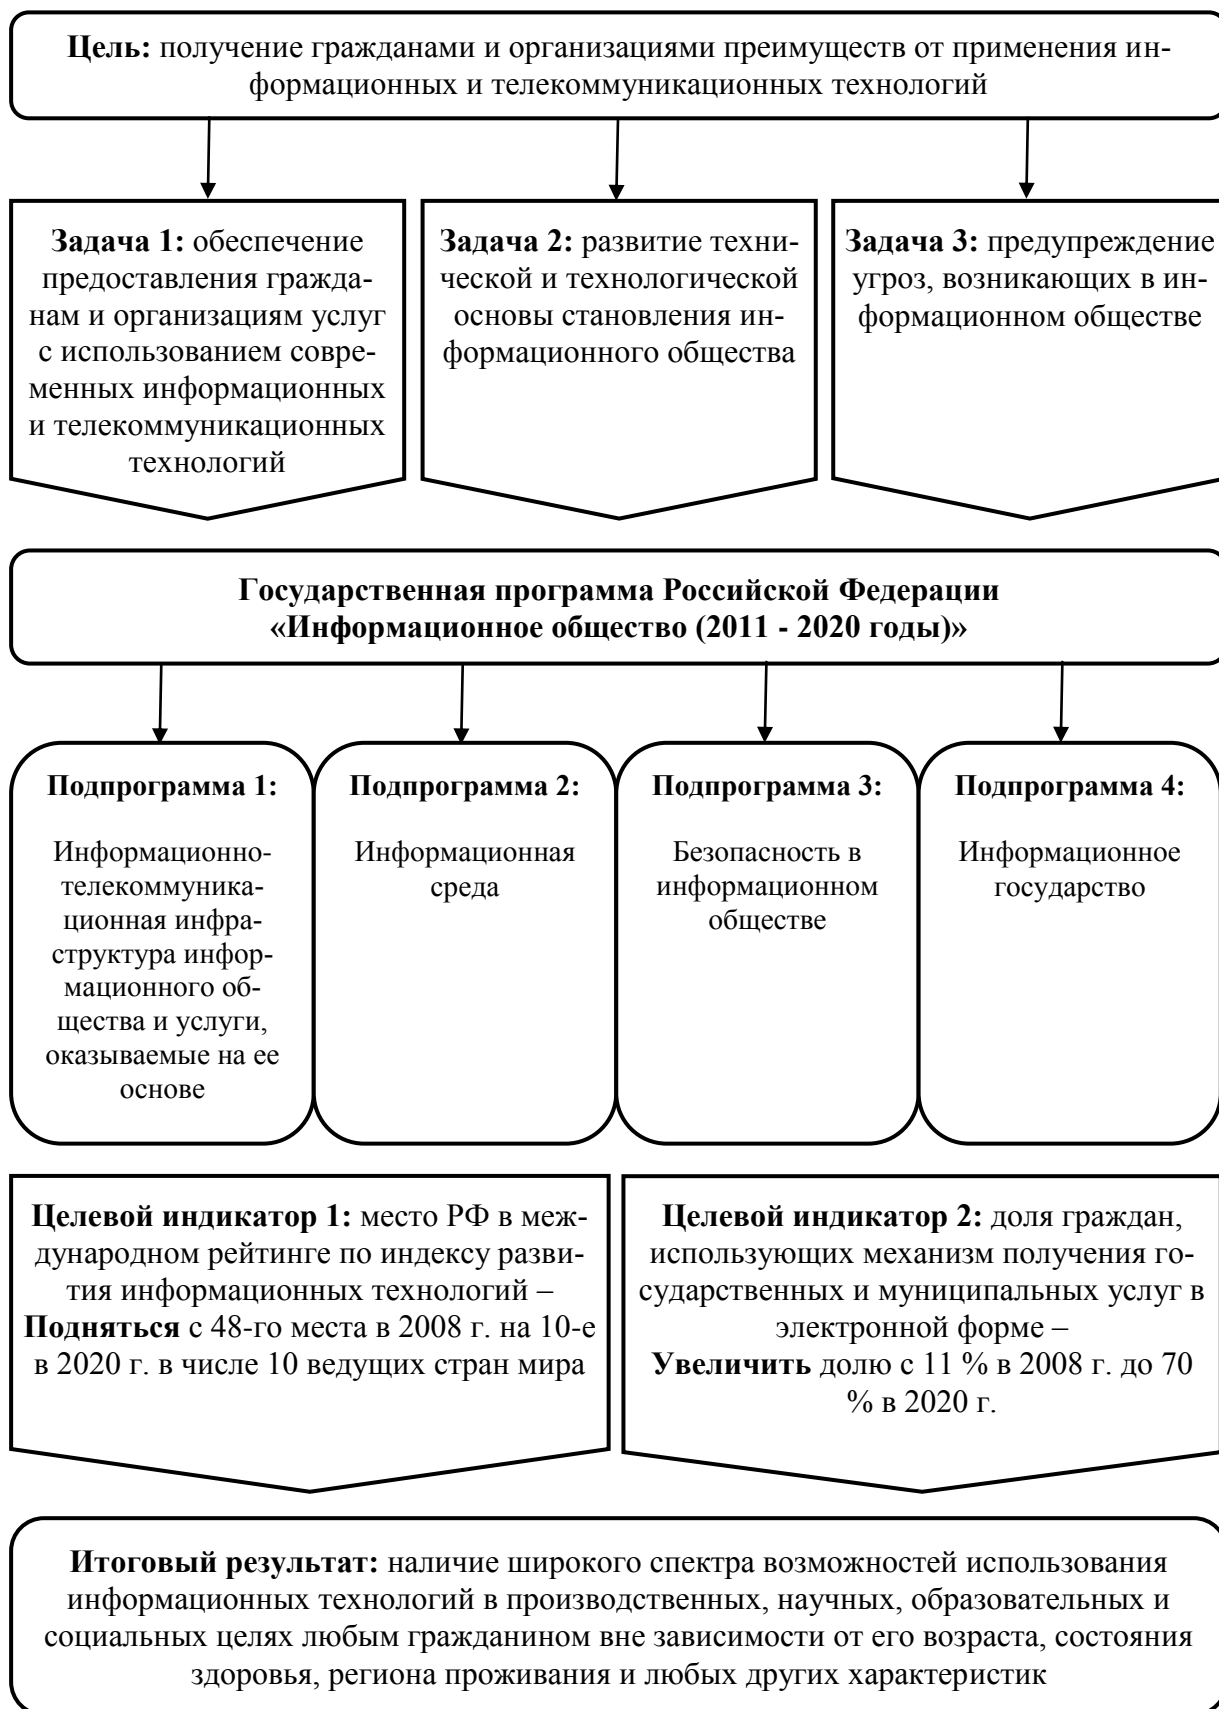 Цель: получение гражданами и организациями преимуществ от применения ин-
формационных и телекоммуникационных технологий
Задача 1: обеспечение
предоставления гражда-
нам и организациям услуг
с использованием совре-
менных информационных
и телекоммуникационных
технологий
Задача 2: развитие техни-
ческой и технологической
основы становления ин-
формационного общества
Задача 3: предупреждение
угроз, возникающих в ин-
формационном обществе
Государственная программа Российской Федерации
«Информационное общество (2011 - 2020 годы)»
Подпрограмма 1:
Информационно-
телекоммуника-
ционная инфра-
структура инфор-
мационного об-
щества и услуги,
оказываемые на ее
основе
Подпрограмма 2:
Информационная
среда
Подпрограмма 3:
Безопасность в
информационном
обществе
Подпрограмма 4:
Информационное
государство
Целевой индикатор 1: место РФ в меж-
дународном рейтинге по индексу разви-
тия информационных технологий –
Подняться с 48-го места в 2008 г. на 10-е
в 2020 г. в числе 10 ведущих стран мира
Целевой индикатор 2: доля граждан,
использующих механизм получения го-
сударственных и муниципальных услуг в
электронной форме –
Увеличить долю с 11 % в 2008 г. до 70
% в 2020 г.
Итоговый результат: наличие широкого спектра возможностей использования
информационных технологий в производственных, научных, образовательных и
социальных целях любым гражданином вне зависимости от его возраста, состояния
здоровья, региона проживания и любых других характеристик